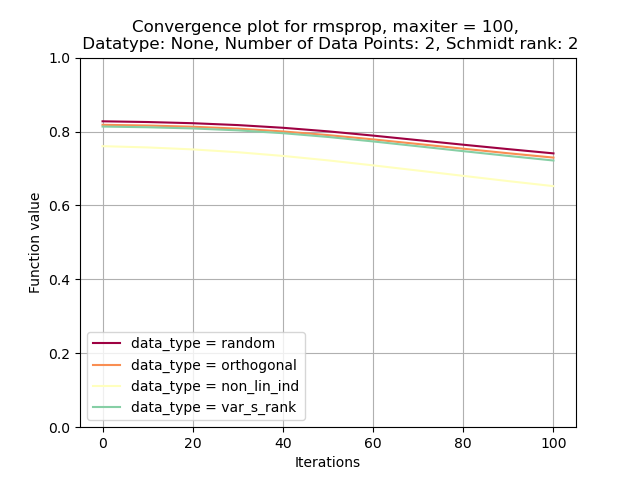 Convergence plot for rmsprop, maxiter = 100,
Datatype: None, Number of Data Points: 2, Schmidt rank: 2
1.0
0.8
0.6
0.4
0.2
0.0
Function value
data_type = random
data_type = orthogonal
data_type = non_lin_ind
data_type = var_s_rank
0 20 40 60 80 100
Iterations